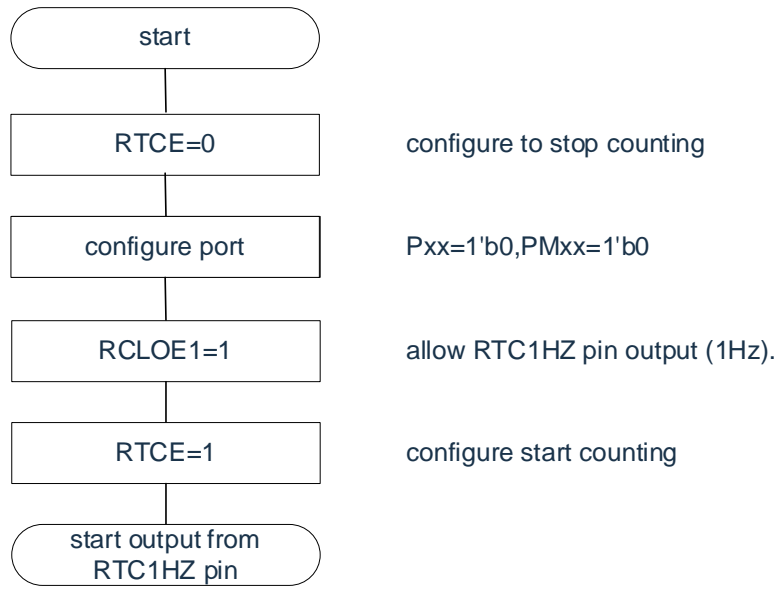 start
RTCE=0
configure to stop counting
configure port
Pxx=1'b0,PMxx=1'b0
RCLOE1=1
allow RTC1HZ pin output (1Hz).
RTCE=1
configure start counting
start output from
RTC1HZ pin